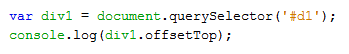 var div1 = document.querySelector('#d1');
console.log(div1.offsetTop);